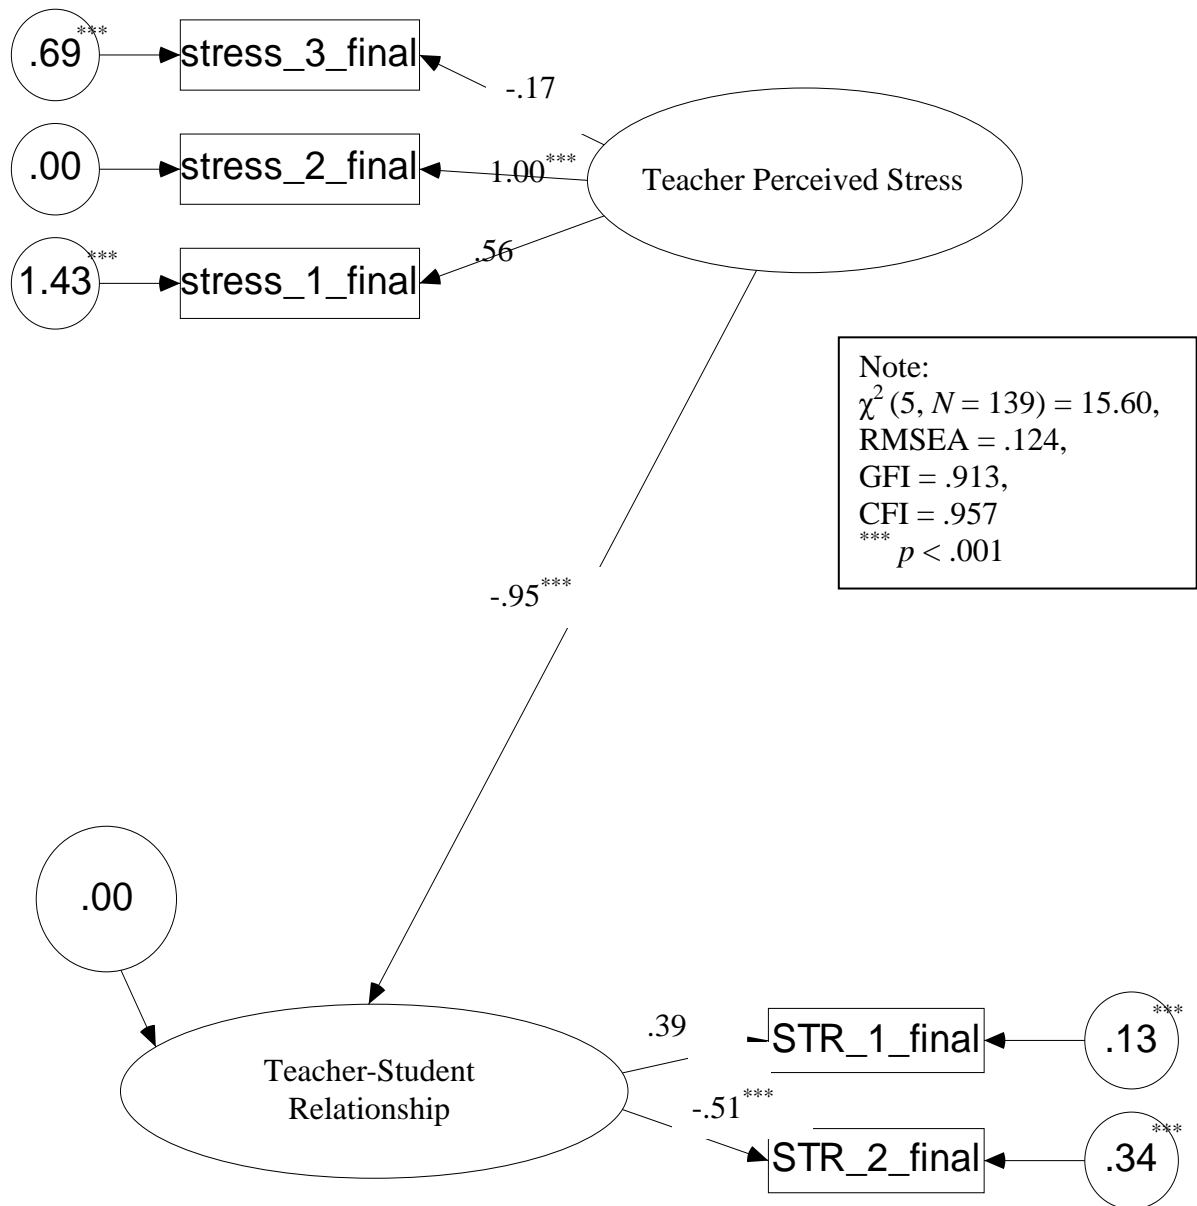 .69***
stress_3_final
-.17
.00
stress_2_final
1.00***
Teacher Perceived Stress
1.43***
stress_1_final
.56
Note:
χ² (5, N = 139) = 15.60,
RMSEA = .124,
GFI = .913,
CFI = .957
*** p < .001
-.95***
.00
Teacher-Student
Relationship
.39
STR_1_final
.13***
-.51***
STR_2_final
.34***